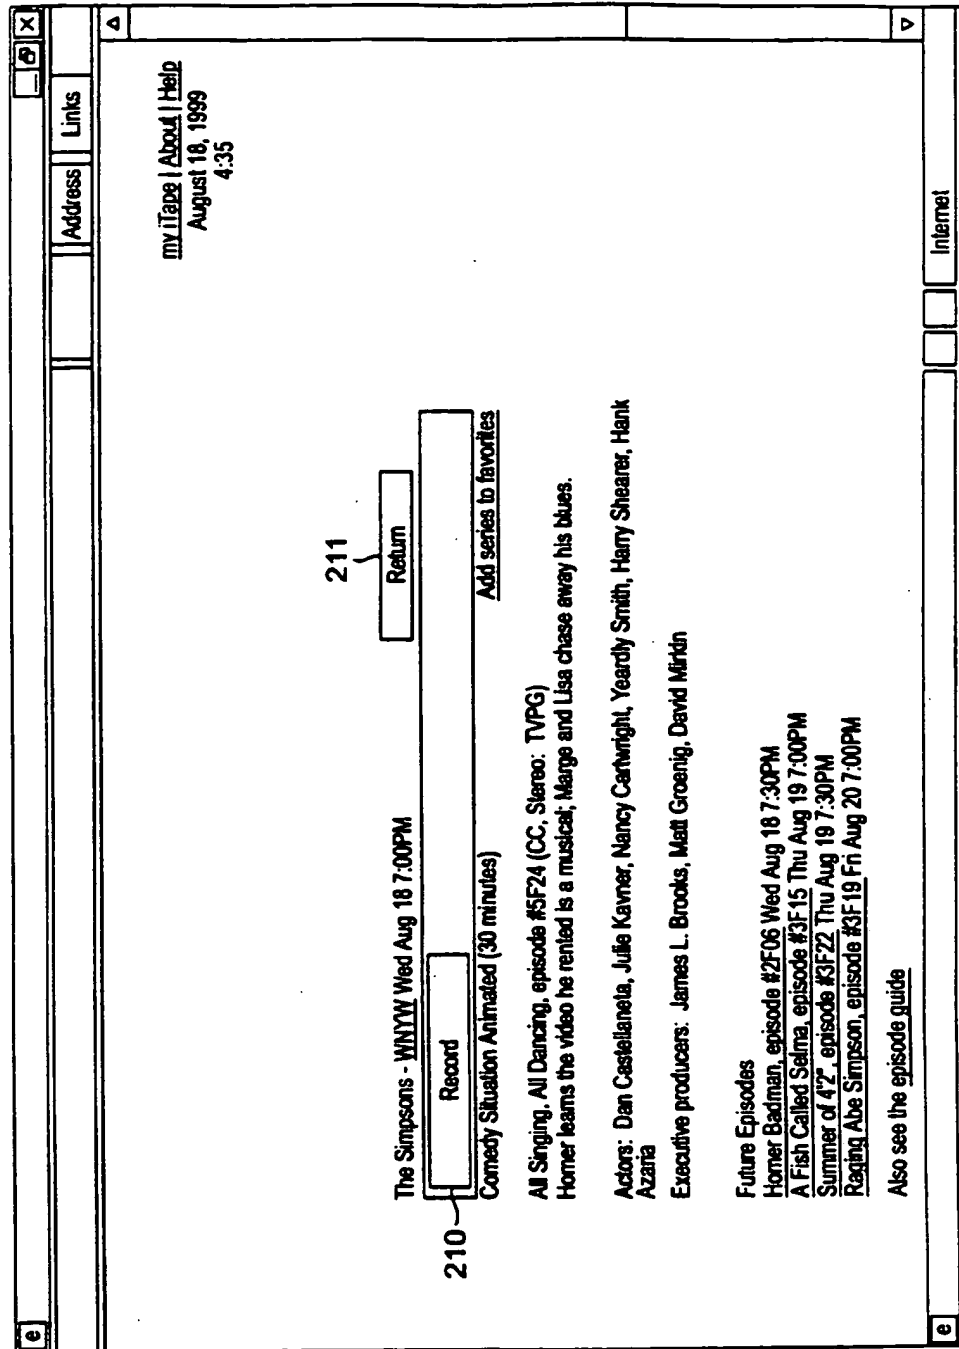 e
Address Links
my iTape | About | Help
August 18, 1999
4:35
211
Return
The Simpsons - WNYW Wed Aug 18 7:00PM
210
Record
Comedy Situation Animated (30 minutes)
Add series to favorites
All Singing, All Dancing, episode #5F24 (CC, Stereo: TVPG)
Homer learns the video he rented is a musical; Marge and Lisa chase away his blues.
Actors: Dan Castellaneta, Julie Kavner, Nancy Cartwright, Yeardly Smith, Harry Shearer, Hank
Azaria
Executive producers: James L. Brooks, Matt Groenig, David Mirkin
Future Episodes
Homer Badman, episode #2F06 Wed Aug 18 7:30PM
A Fish Called Selma, episode #3F15 Thu Aug 19 7:00PM
Summer of 4'2", episode #3F22 Thu Aug 19 7:30PM
Raging Abe Simpson, episode #3F19 Fri Aug 20 7:00PM
Also see the episode guide
e
Internet